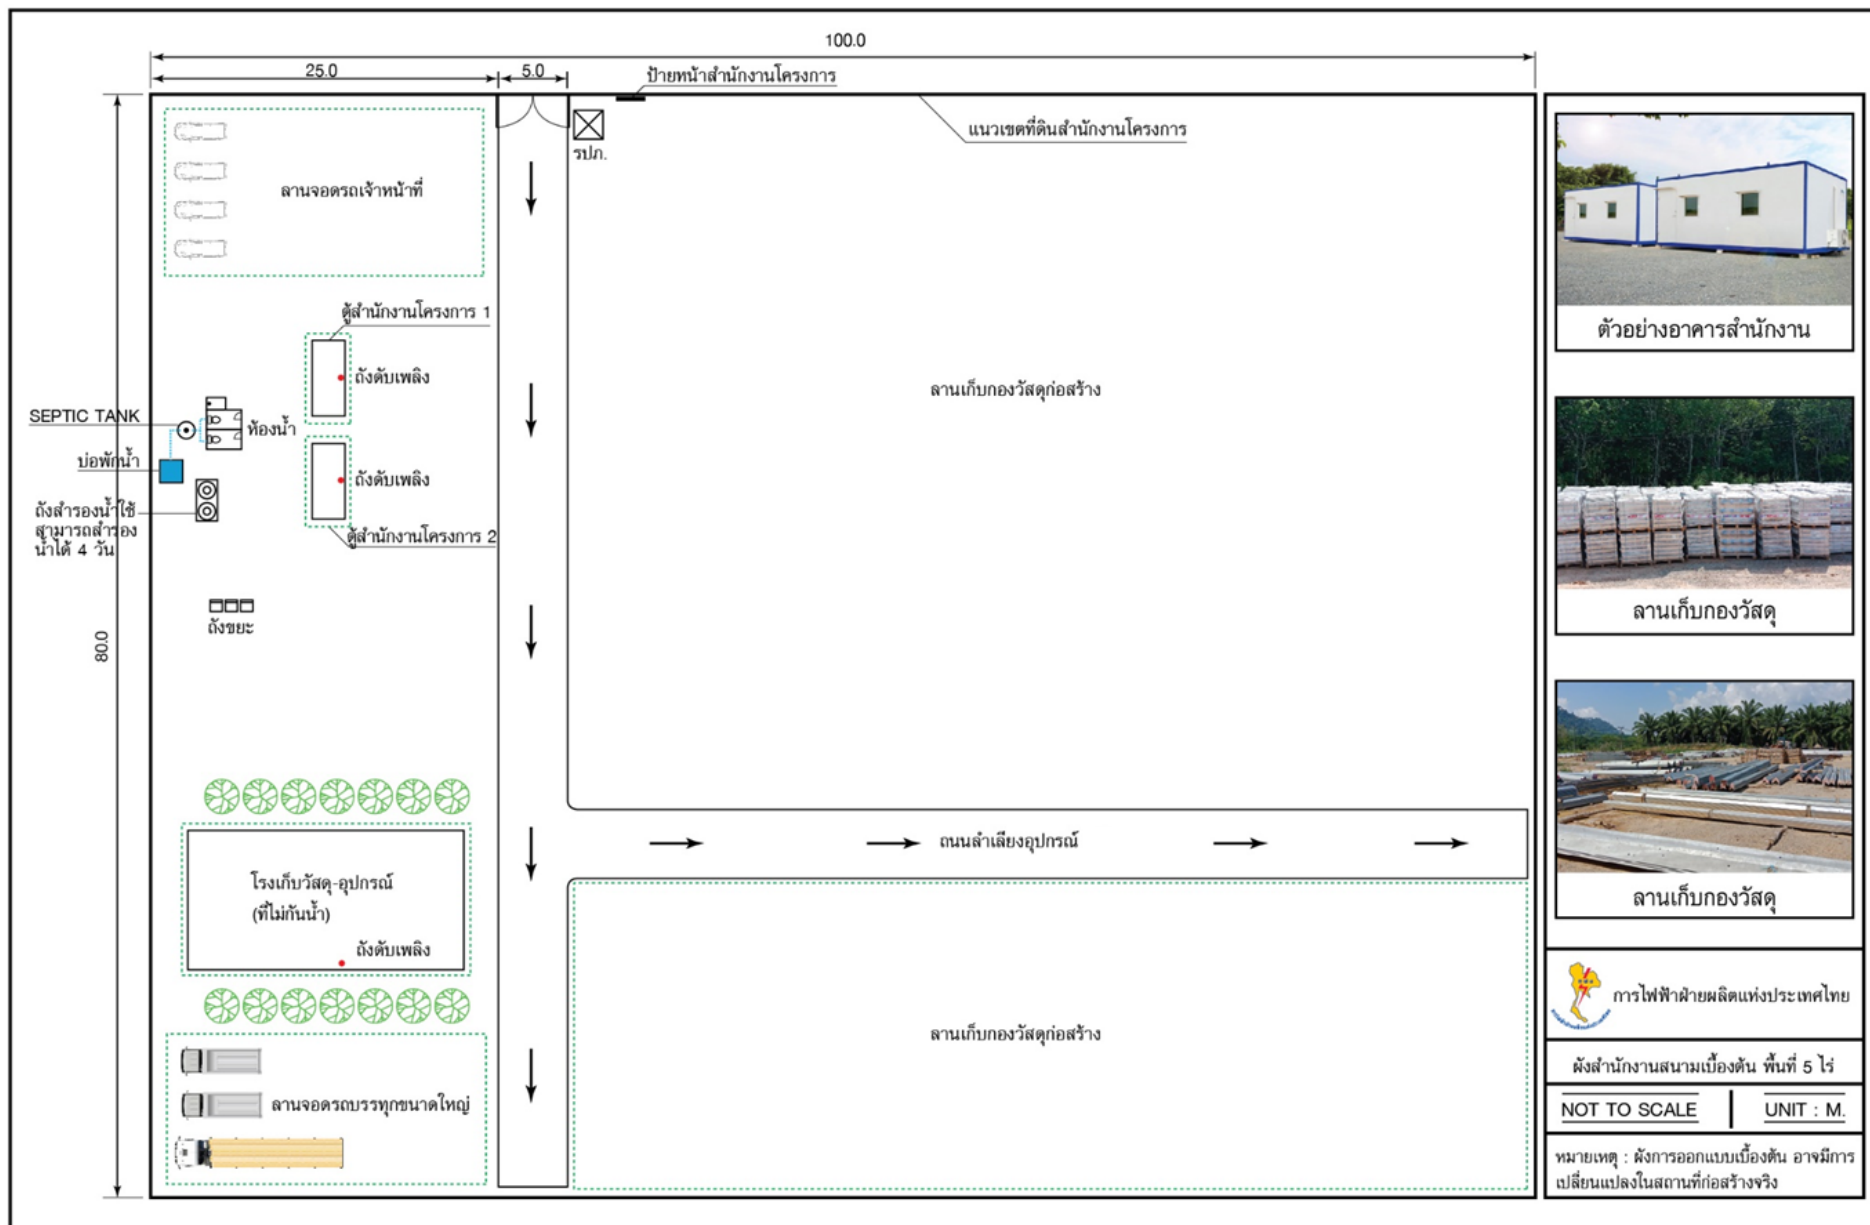 100.0
25.0
5.0
ป้ายหน้าสำนักงานโครงการ
แนวเขตที่ดินสำนักงานโครงการ
รปภ.
ลานจอดรถเจ้าหน้าที่
ตู้สำนักงานโครงการ 1
ถังดับเพลิง
ลานเก็บกองวัสดุก่อสร้าง
SEPTIC TANK
ห้องน้ำ
บ่อพักน้ำ
ถังดับเพลิง
ถังสำรองน้ำใช้
สามารถสำรอง
น้ำได้ 4 วัน
ตู้สำนักงานโครงการ 2
ถังขยะ
80.0
ถนนลำเลียงอุปกรณ์
โรงเก็บวัสดุ-อุปกรณ์
(ที่ไม่กันน้ำ)
ถังดับเพลิง
ลานเก็บกองวัสดุก่อสร้าง
ลานจอดรถบรรทุกขนาดใหญ่
ตัวอย่างอาคารสำนักงาน
ลานเก็บกองวัสดุ
ลานเก็บกองวัสดุ
การไฟฟ้าฝ่ายผลิตแห่งประเทศไทย
ผังสำนักงานสนามเบื้องต้น พื้นที่ 5 ไร่
NOT TO SCALE
UNIT : M.
หมายเหตุ : ผังการออกแบบเบื้องต้น อาจมีการ
เปลี่ยนแปลงในสถานที่ก่อสร้างจริง